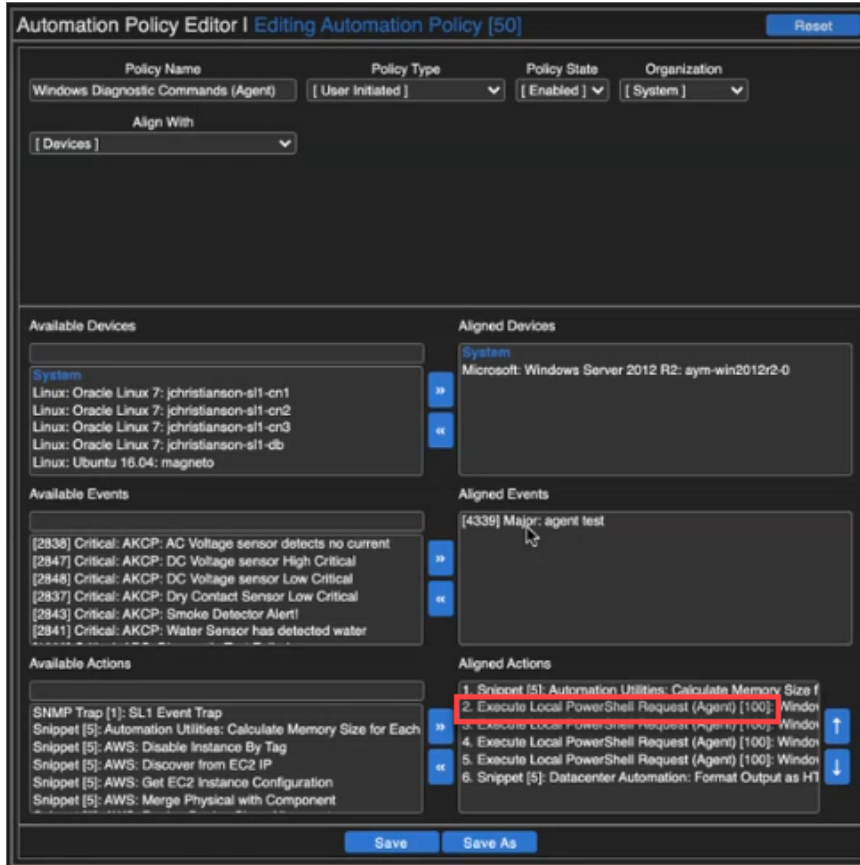 Automation Policy Editor | Editing Automation Policy [50]
Reset
Policy Name
Policy Type
Policy State
Organization
Windows Diagnostic Commands (Agent)
[ User Initiated ]
[ Enabled ]
[ System ]
Align With
[ Devices ]
Available Devices
System
Linux: Oracle Linux 7: jchristianson-sl1-cn1
Linux: Oracle Linux 7: jchristianson-sl1-cn2
Linux: Oracle Linux 7: jchristianson-sl1-cn3
Linux: Oracle Linux 7: jchristianson-sl1-db
Linux: Ubuntu 16.04: magneto
»
«
Aligned Devices
System
Microsoft: Windows Server 2012 R2: aym-win2012r2-0
Available Events
[2838] Critical: AKCP: AC Voltage sensor detects no current
[2847] Critical: AKCP: DC Voltage sensor High Critical
[2848] Critical: AKCP: DC Voltage sensor Low Critical
[2837] Critical: AKCP: Dry Contact Sensor Low Critical
[2843] Critical: AKCP: Smoke Detector Alert!
[2841] Critical: AKCP: Water Sensor has detected water
»
«
Aligned Events
[4339] Major: agent test
Available Actions
SNMP Trap [1]: SL1 Event Trap
Snippet [5]: Automation Utilities: Calculate Memory Size for Each
Snippet [5]: AWS: Disable Instance By Tag
Snippet [5]: AWS: Discover from EC2 IP
Snippet [5]: AWS: Get EC2 Instance Configuration
Snippet [5]: AWS: Merge Physical with Component
»
«
Aligned Actions
1. Snippet [5]: Automation Utilities: Calculate Memory Size f
2. Execute Local PowerShell Request (Agent) [100]: Windov
3. Execute Local PowerShell Request (Agent) [100]: Windov
4. Execute Local PowerShell Request (Agent) [100]: Windov
5. Execute Local PowerShell Request (Agent) [100]: Windov
6. Snippet [5]: Datacenter Automation: Format Output as HT
Save
Save As